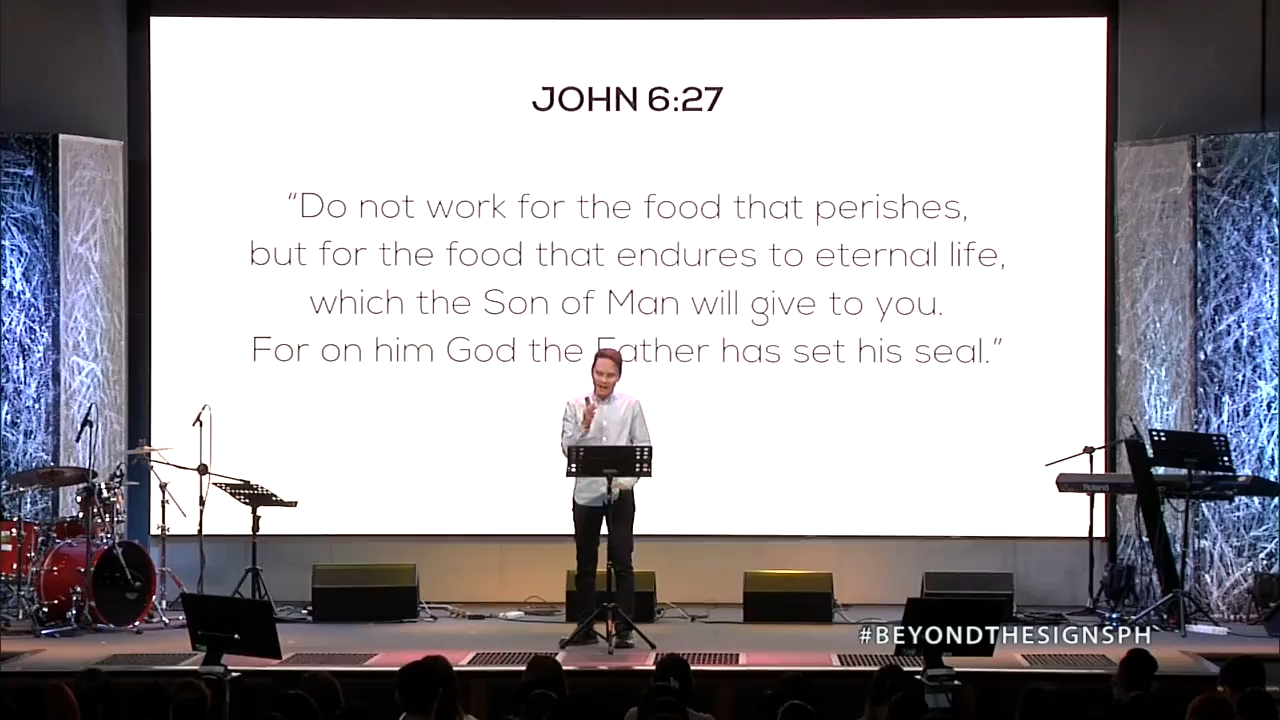 JOHN 6:27
“Do not work for the food that perishes,
but for the food that endures to eternal life,
which the Son of Man will give to you.
For on him God the Father has set his seal.”
Roland
#BEYONDTHESIGNSPH